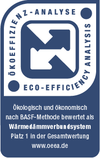 ÖKOEFFIZIENZ-ANALYSE
ECO-EFFICIENCY ANALYSIS
Ökologisch und ökonomisch
nach BASF-Methode bewertet als
Wärmedämmverbundsystem
Platz 1 in der Gesamtwertung
www.oeea.de